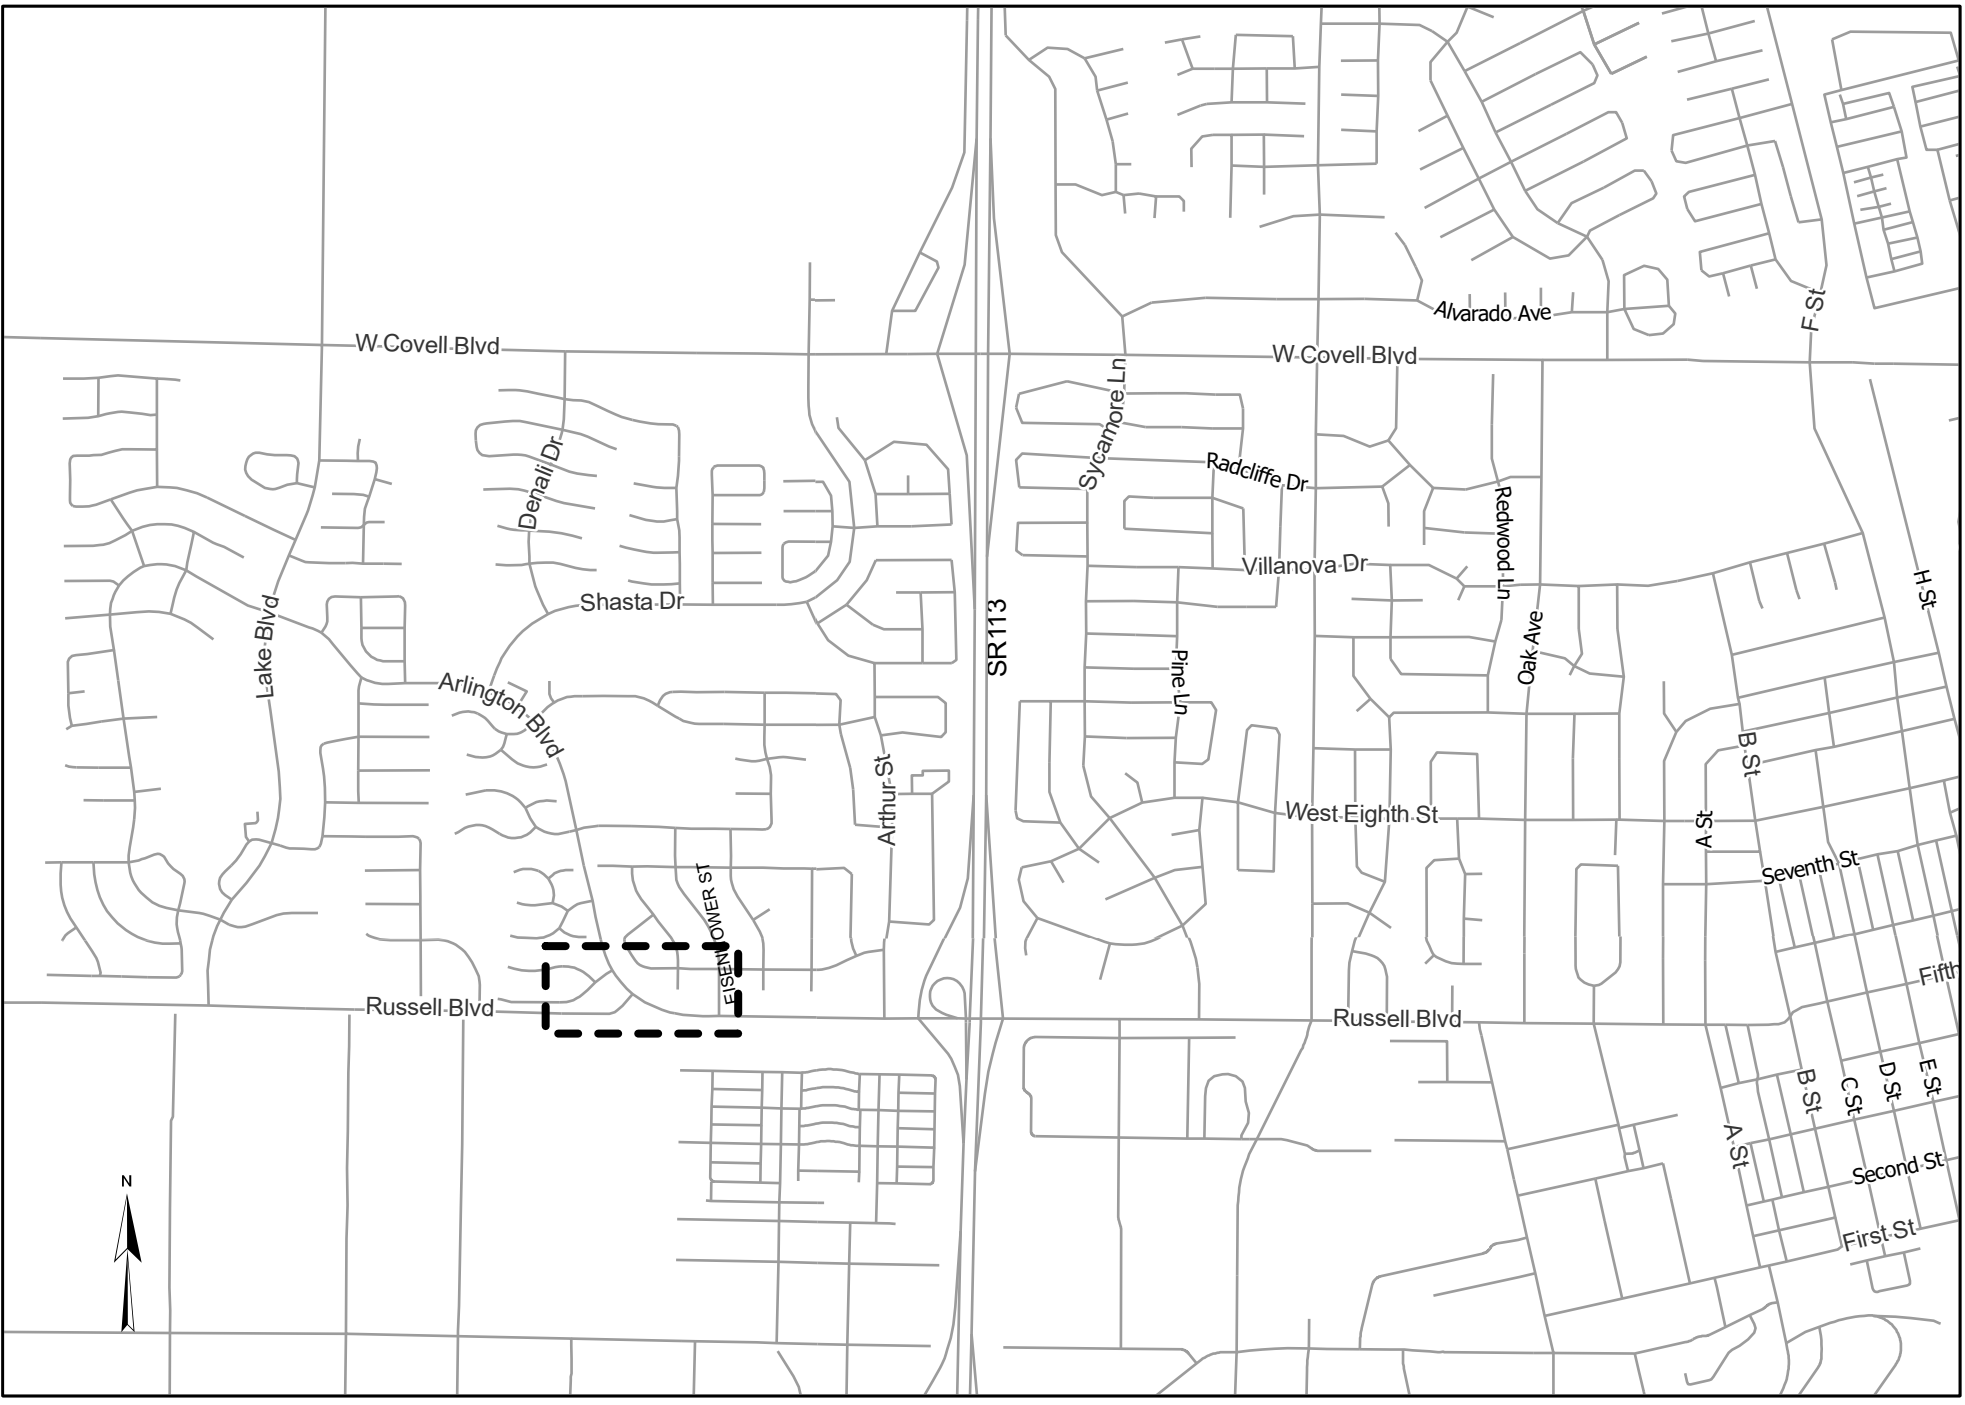 F St
Alvarado Ave
W Covell Blvd
W Covell Blvd
Sycamore Ln
Denali Dr
Radcliffe Dr
Redwood Ln
Villanova Dr
H St
Shasta Dr
Lake Blvd
SR 113
Oak Ave
Pine Ln
Arlington Blvd
B St
Arthur St
West Eighth St
A St
Seventh St
EISENHOWER ST
Fifth
Russell Blvd
Russell Blvd
B St
C St
D St
E St
A St
Second St
First St
N